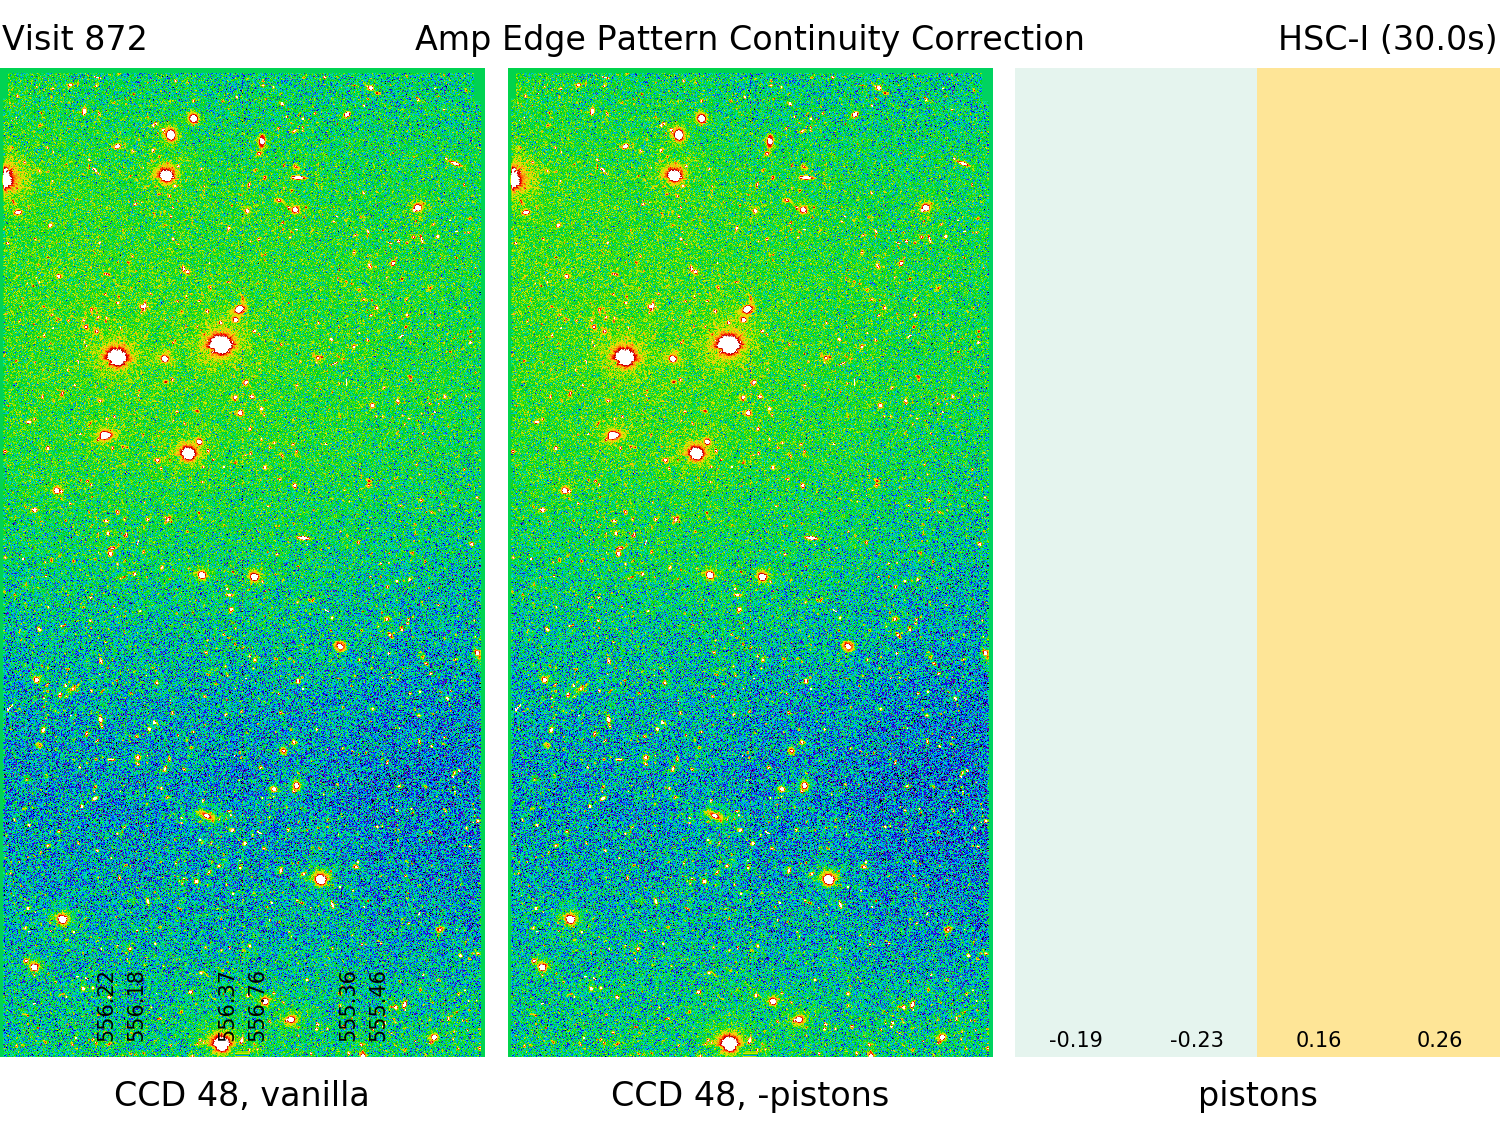 Visit 872 Amp Edge Pattern Continuity Correction HSC-I (30.0s)
556.22
556.18
556.37
556.76
555.36
555.46
-0.19 -0.23 0.16 0.26
CCD 48, vanilla CCD 48, -pistons pistons